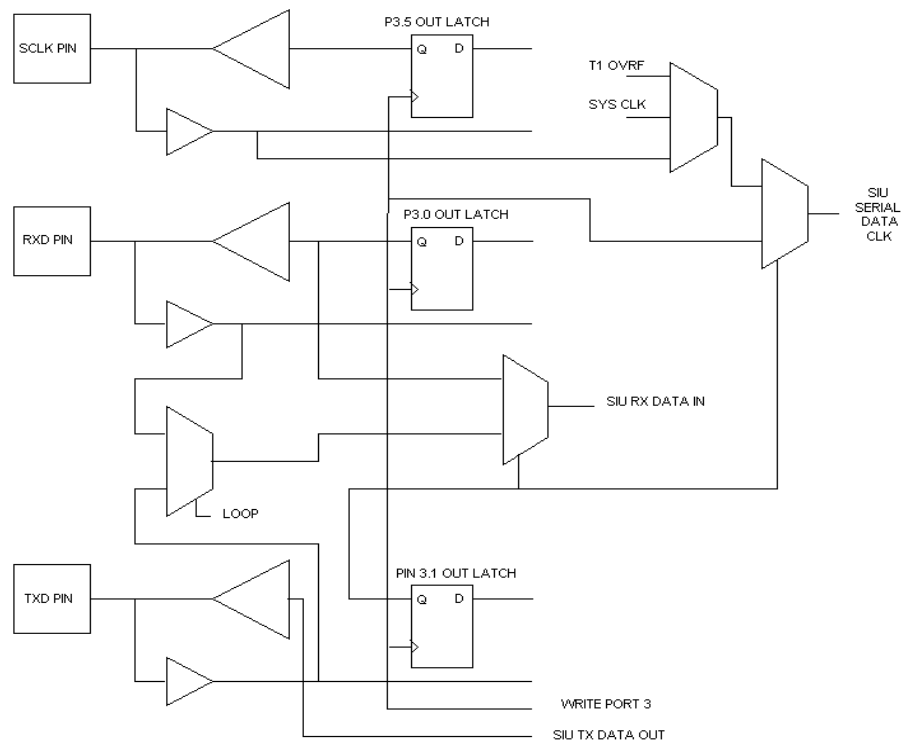 P3.5 OUT LATCH
SCLK PIN
Q D
T1 OVRF
SYS CLK
P3.0 OUT LATCH
SIU
SERIAL
DATA
CLK
RXD PIN
Q D
SIU RX DATA IN
LOOP
PIN 3.1 OUT LATCH
TXD PIN
Q D
WRITE PORT 3
SIU TX DATA OUT